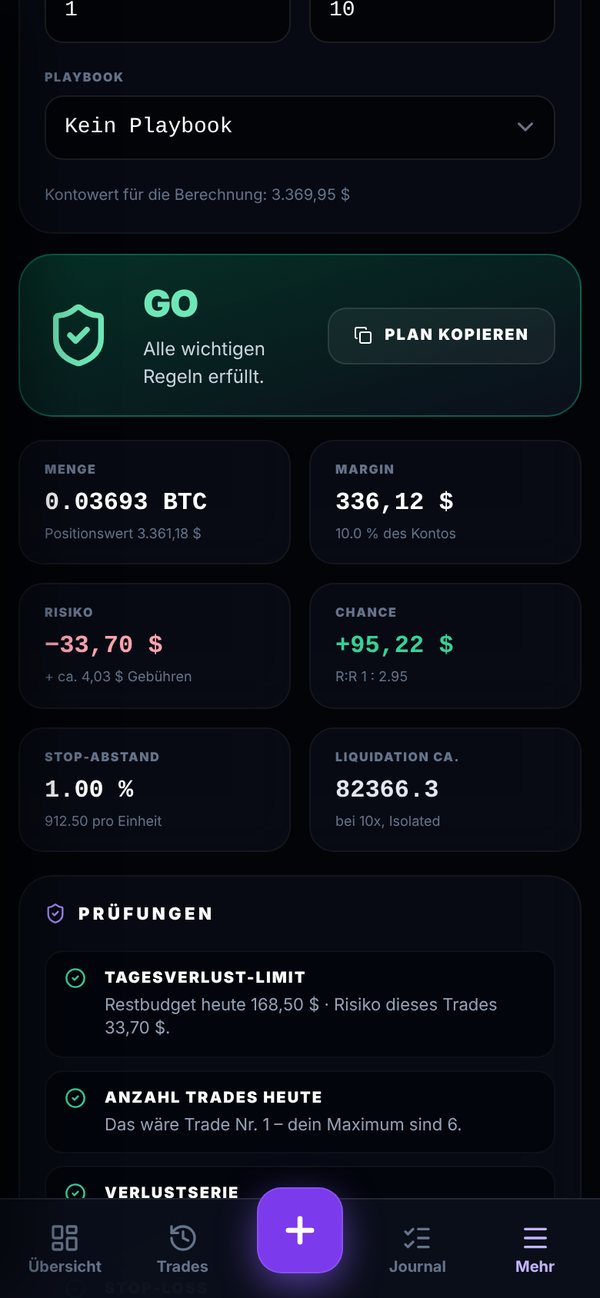 1
10
PLAYBOOK
Kein Playbook
Kontowert für die Berechnung: 3.369,95 $
GO
Alle wichtigen
Regeln erfüllt.
PLAN KOPIEREN
MENGE
0.03693 BTC
Positionswert 3.361,18 $
MARGIN
336,12 $
10.0 % des Kontos
RISIKO
−33,70 $
+ ca. 4,03 $ Gebühren
CHANCE
+95,22 $
R:R 1 : 2.95
STOP-ABSTAND
1.00 %
912.50 pro Einheit
LIQUIDATION CA.
82366.3
bei 10x, Isolated
PRÜFUNGEN
TAGESVERLUST-LIMIT
Restbudget heute 168,50 $ · Risiko dieses Trades
33,70 $.
ANZAHL TRADES HEUTE
Das wäre Trade Nr. 1 – dein Maximum sind 6.
VERLUSTSERIE
STOP-LOSS
Übersicht
Trades
Journal
Mehr